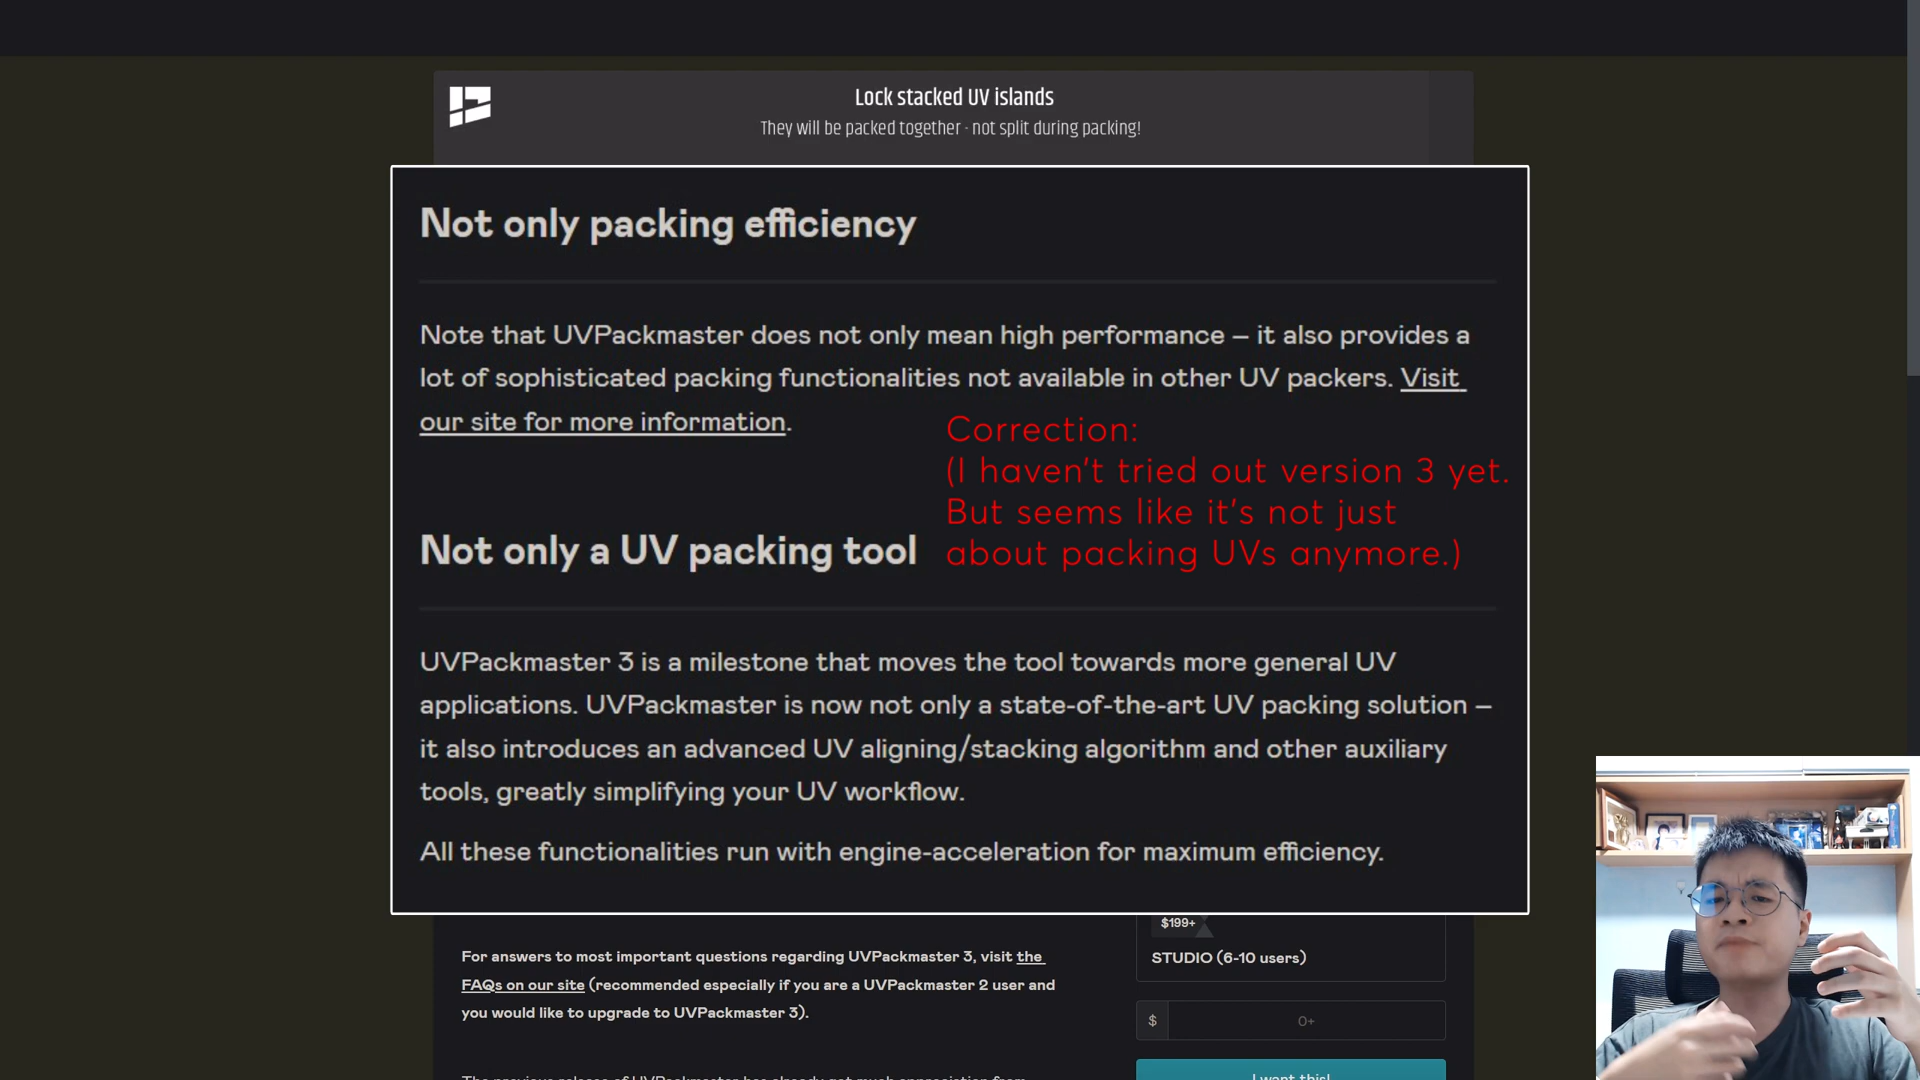 Lock stacked UV islands
They will be packed together - not split during packing!
Not only packing efficiency
Note that UVPackmaster does not only mean high performance – it also provides a
lot of sophisticated packing functionalities not available in other UV packers. Visit
our site for more information.
Correction:
(I haven't tried out version 3 yet.
But seems like it's not just
about packing UVs anymore.)
Not only a UV packing tool
UVPackmaster 3 is a milestone that moves the tool towards more general UV
applications. UVPackmaster is now not only a state-of-the-art UV packing solution –
it also introduces an advanced UV aligning/stacking algorithm and other auxiliary
tools, greatly simplifying your UV workflow.
All these functionalities run with engine-acceleration for maximum efficiency.
For answers to most important questions regarding UVPackmaster 3, visit the
FAQs on our site (recommended especially if you are a UVPackmaster 2 user and
you would like to upgrade to UVPackmaster 3).
$199+
STUDIO (6-10 users)
$ 0+
I want this!